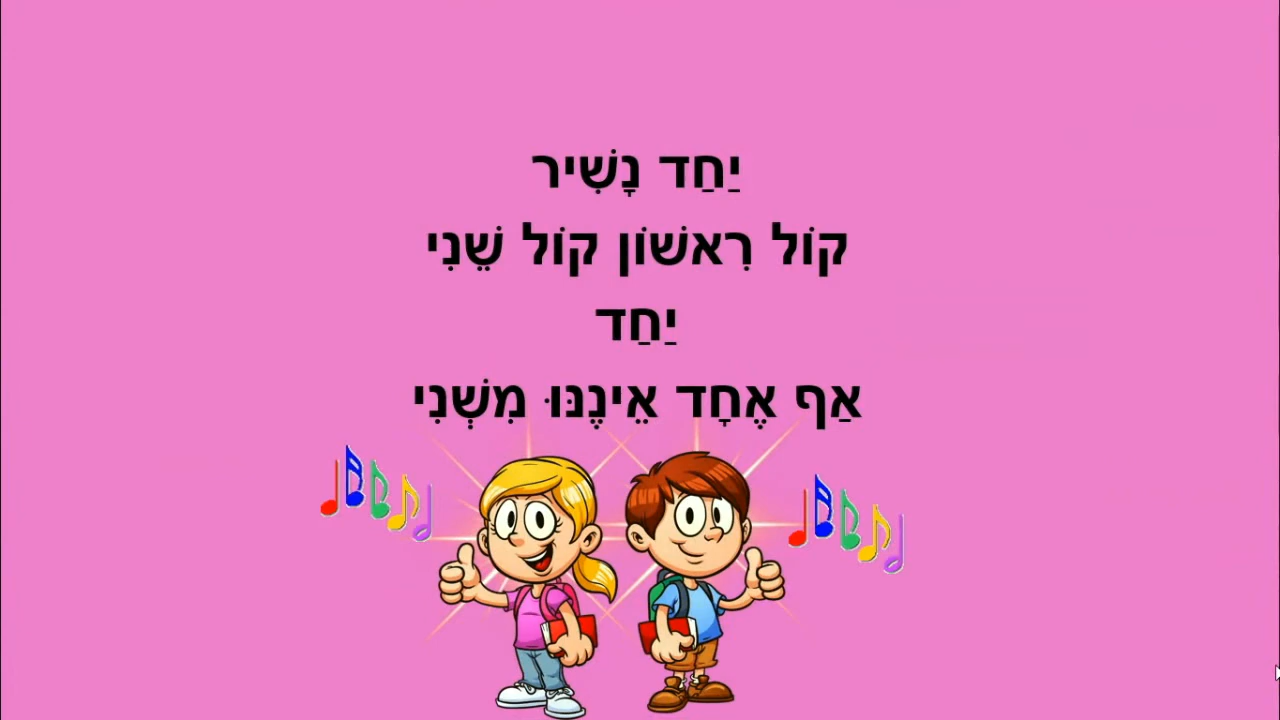 יַחַד נָשִׁיר
קוֹל רִאשׁוֹן קוֹל שֵׁנִי
יַחַד
אַף אֶחָד אֵינֶנּוּ מִשְׁנִי